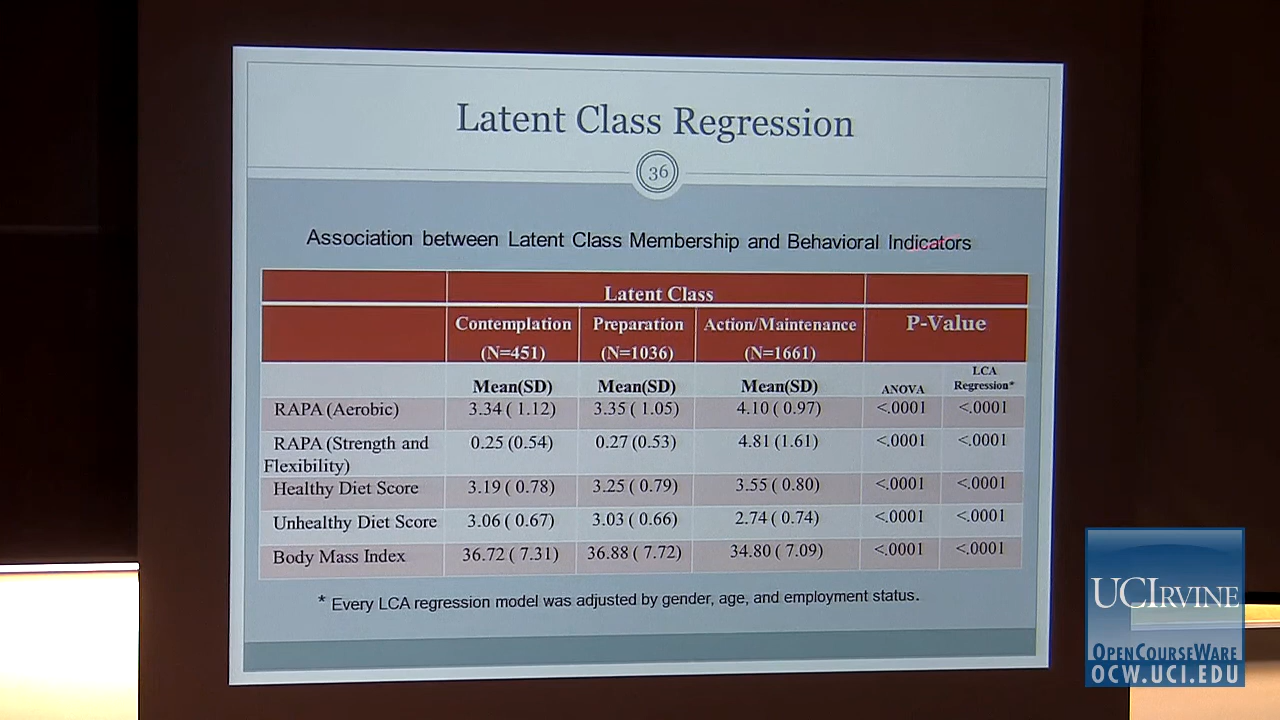 Latent Class Regression
36
Association between Latent Class Membership and Behavioral Indicators
Latent Class
Contemplation Preparation Action/Maintenance P-Value
(N=451) (N=1036) (N=1661)
Mean(SD) Mean(SD) Mean(SD) ANOVA LCA Regression*
RAPA (Aerobic) 3.34 ( 1.12) 3.35 ( 1.05) 4.10 ( 0.97) <.0001 <.0001
RAPA (Strength and 0.25 (0.54) 0.27 (0.53) 4.81 (1.61) <.0001 <.0001
Flexibility)
Healthy Diet Score 3.19 ( 0.78) 3.25 ( 0.79) 3.55 ( 0.80) <.0001 <.0001
Unhealthy Diet Score 3.06 ( 0.67) 3.03 ( 0.66) 2.74 ( 0.74) <.0001 <.0001
Body Mass Index 36.72 ( 7.31) 36.88 ( 7.72) 34.80 ( 7.09) <.0001 <.0001
* Every LCA regression model was adjusted by gender, age, and employment status.
UCIRVINE
OPENCOURSEWARE
OCW.UCI.EDU